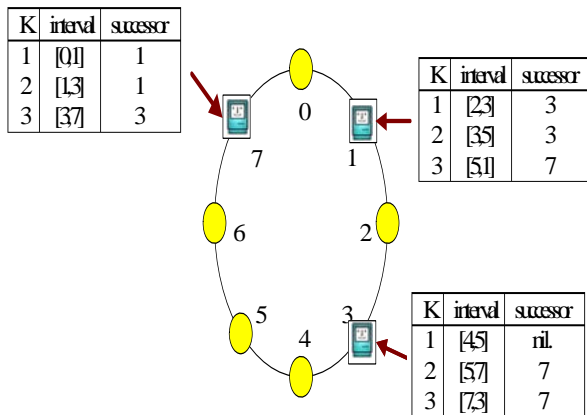 K interval successor
1 [0,1] 1
2 [1,3] 1
3 [3,7] 3
K interval successor
1 [2,3] 3
2 [3,5] 3
3 [5,1] 7
0
7
1
6
2
5
3
4
K interval successor
1 [4,5] nil.
2 [5,7] 7
3 [7,3] 7